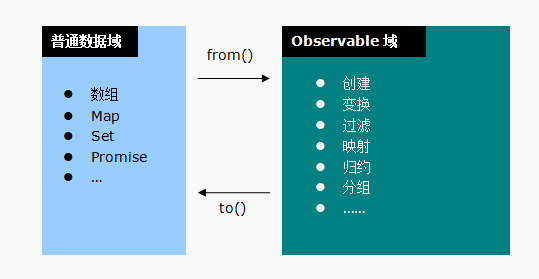 普通数据域
数组
Map
Set
Promise
...
from()
to()
Observable 域
创建
变换
过滤
映射
归约
分组
......